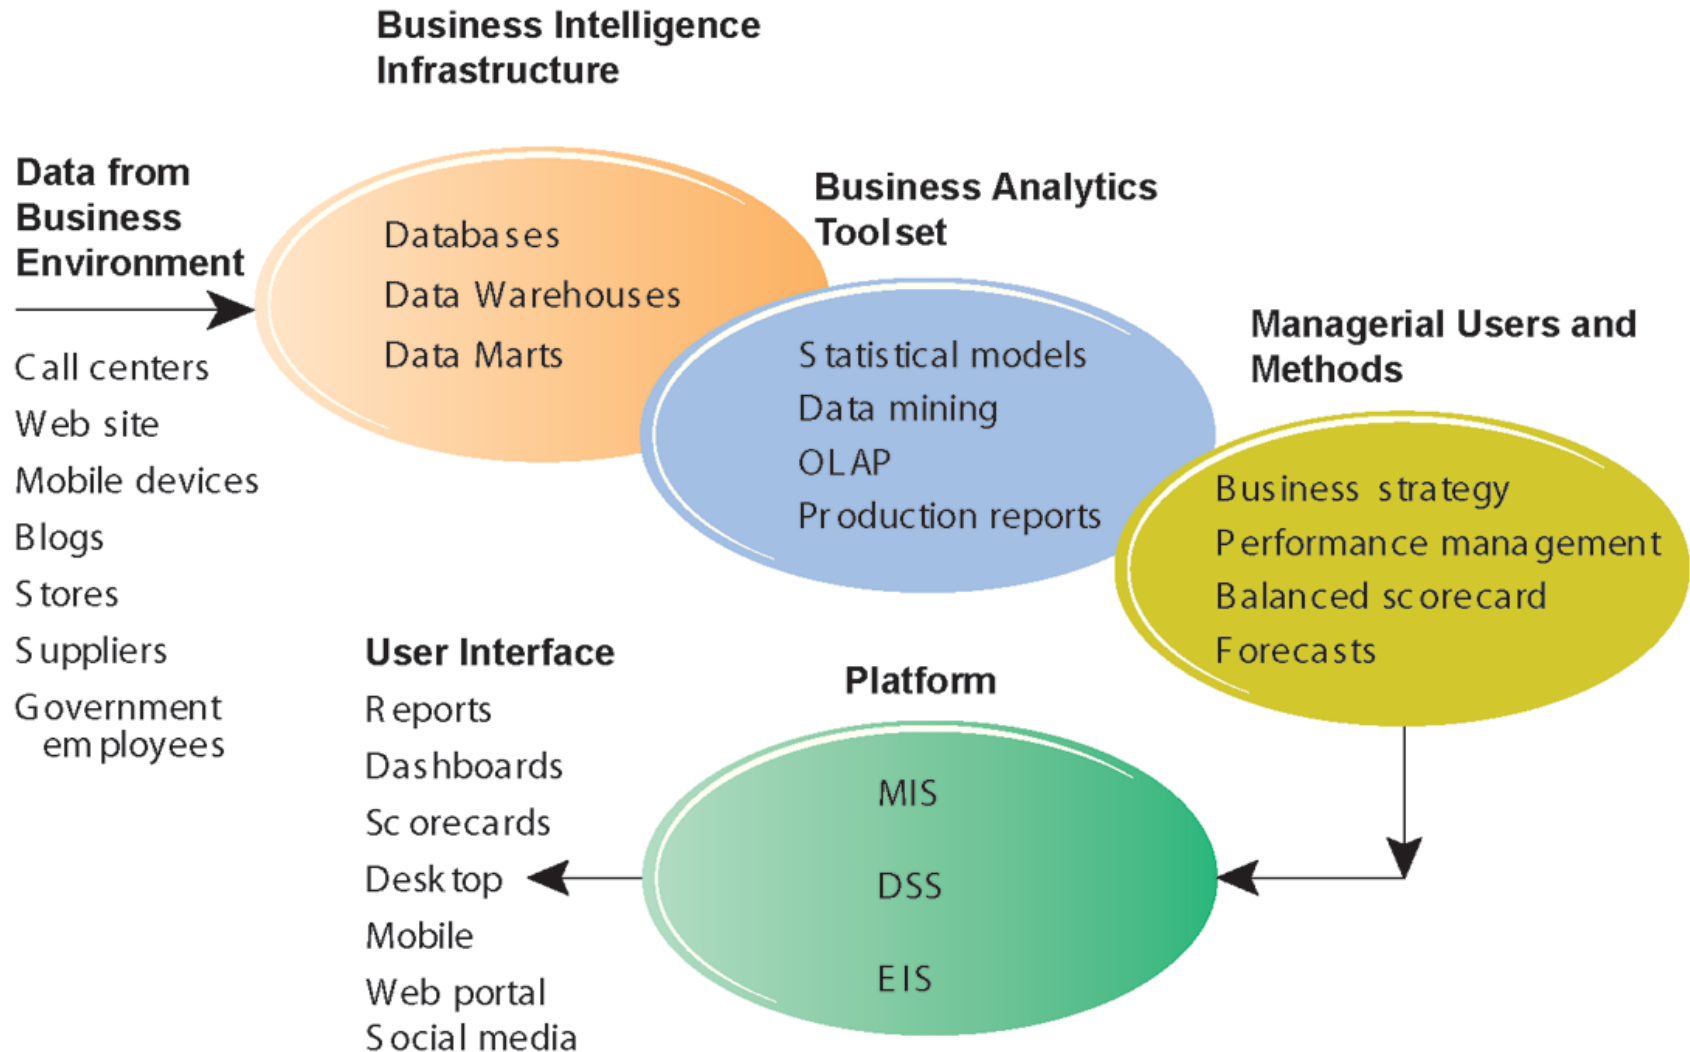 Business Intelligence
Infrastructure
Data from
Business
Environment
Call centers
Web site
Mobile devices
Blogs
Stores
Suppliers
Government
employees
Databases
Data Warehouses
Data Marts
Business Analytics
Toolset
Statistical models
Data mining
OLAP
Production reports
Managerial Users and
Methods
Business strategy
Performance management
Balanced scorecard
Forecasts
Platform
MIS
DSS
EIS
User Interface
Reports
Dashboards
Scorecards
Desktop
Mobile
Web portal
Social media